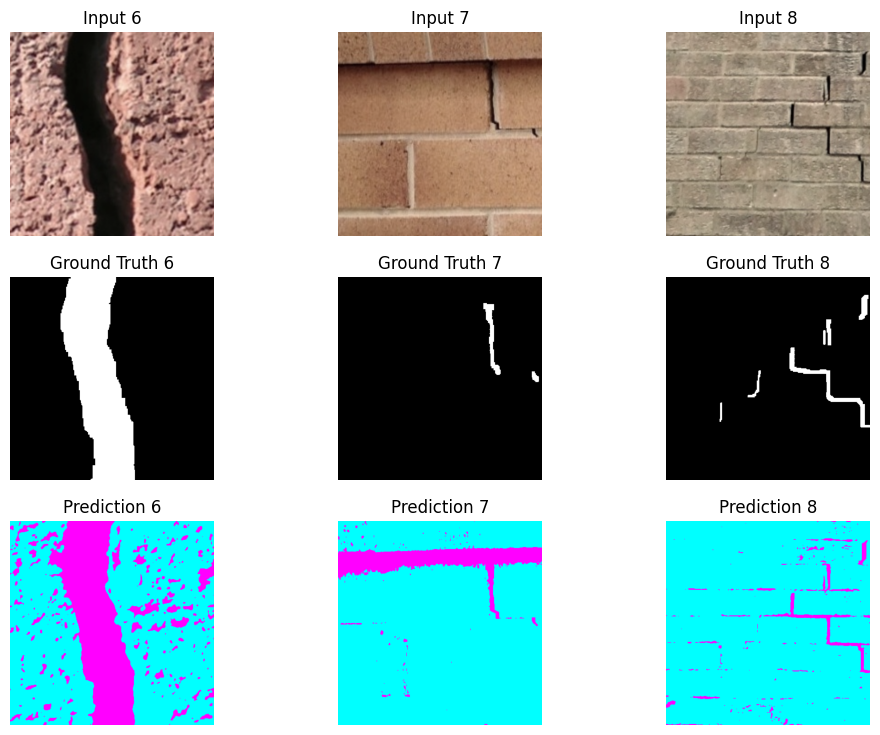 Input 6 Input 7 Input 8
Ground Truth 6 Ground Truth 7 Ground Truth 8
Prediction 6 Prediction 7 Prediction 8